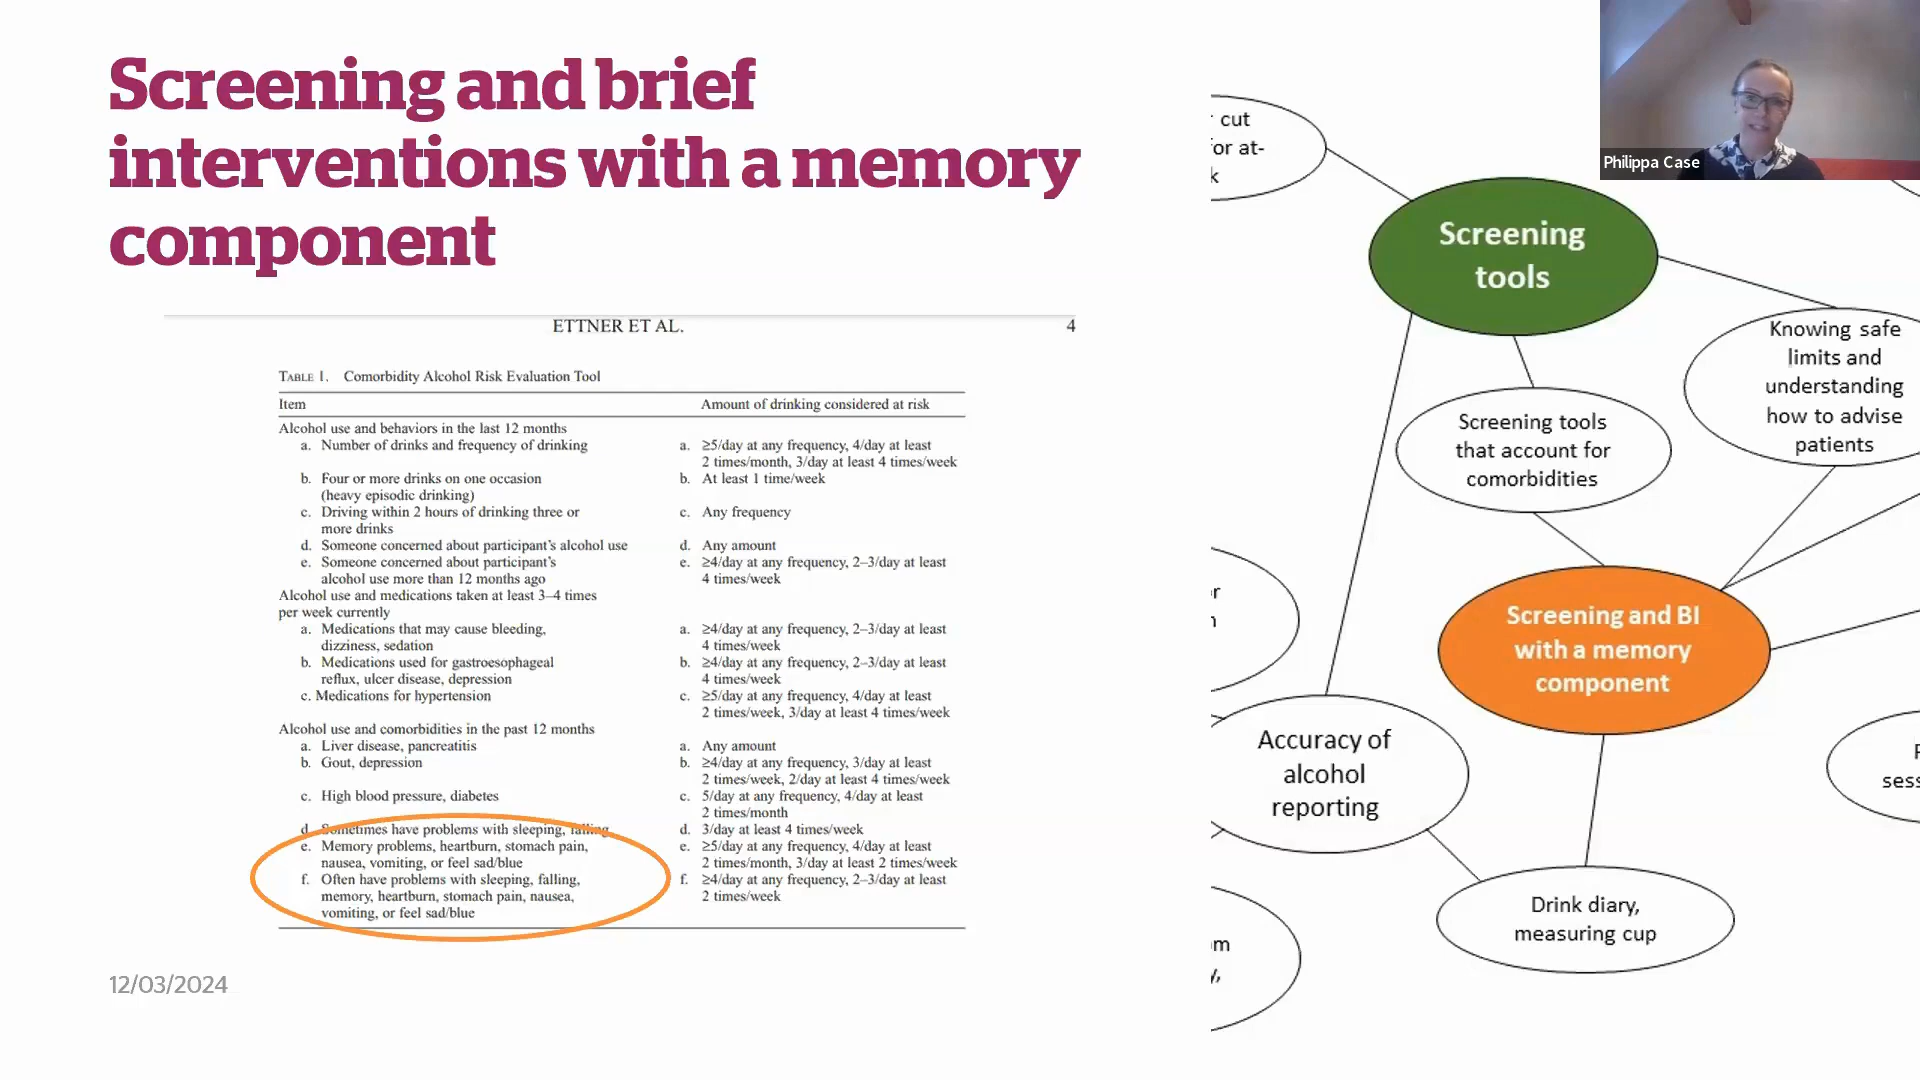 Screening and brief
interventions with a memory
component
ETTNER ET AL.
4
TABLE 1. Comorbidity Alcohol Risk Evaluation Tool
Item
Amount of drinking considered at risk
Alcohol use and behaviors in the last 12 months
a. Number of drinks and frequency of drinking
a. ≥5/day at any frequency, 4/day at least
2 times/month, 3/day at least 4 times/week
b. Four or more drinks on one occasion
(heavy episodic drinking)
b. At least 1 time/week
c. Driving within 2 hours of drinking three or
more drinks
c. Any frequency
d. Someone concerned about participant's alcohol use
d. Any amount
e. Someone concerned about participant's
alcohol use more than 12 months ago
e. ≥4/day at any frequency, 2–3/day at least
4 times/week
Alcohol use and medications taken at least 3–4 times
per week currently
a. Medications that may cause bleeding,
dizziness, sedation
a. ≥4/day at any frequency, 2–3/day at least
4 times/week
b. Medications used for gastroesophageal
reflux, ulcer disease, depression
b. ≥4/day at any frequency, 2–3/day at least
4 times/week
c. Medications for hypertension
c. ≥5/day at any frequency, 4/day at least
2 times/week, 3/day at least 4 times/week
Alcohol use and comorbidities in the past 12 months
a. Liver disease, pancreatitis
a. Any amount
b. Gout, depression
b. ≥4/day at any frequency, 3/day at least
2 times/week, 2/day at least 4 times/week
c. High blood pressure, diabetes
c. 5/day at any frequency, 4/day at least
2 times/month
d. Sometimes have problems with sleeping, falling
d. 3/day at least 4 times/week
e. Memory problems, heartburn, stomach pain,
nausea, vomiting, or feel sad/blue
e. ≥5/day at any frequency, 4/day at least
2 times/month, 3/day at least 2 times/week
f. Often have problems with sleeping, falling,
memory, heartburn, stomach pain, nausea,
vomiting, or feel sad/blue
f. ≥4/day at any frequency, 2–3/day at least
2 times/week
12/03/2024
cut
for at-
Screening
tools
Knowing safe
limits and
understanding
how to advise
patients
Screening tools
that account for
comorbidities
Screening and BI
with a memory
component
Accuracy of
alcohol
reporting
Drink diary,
measuring cup
Philippa Case